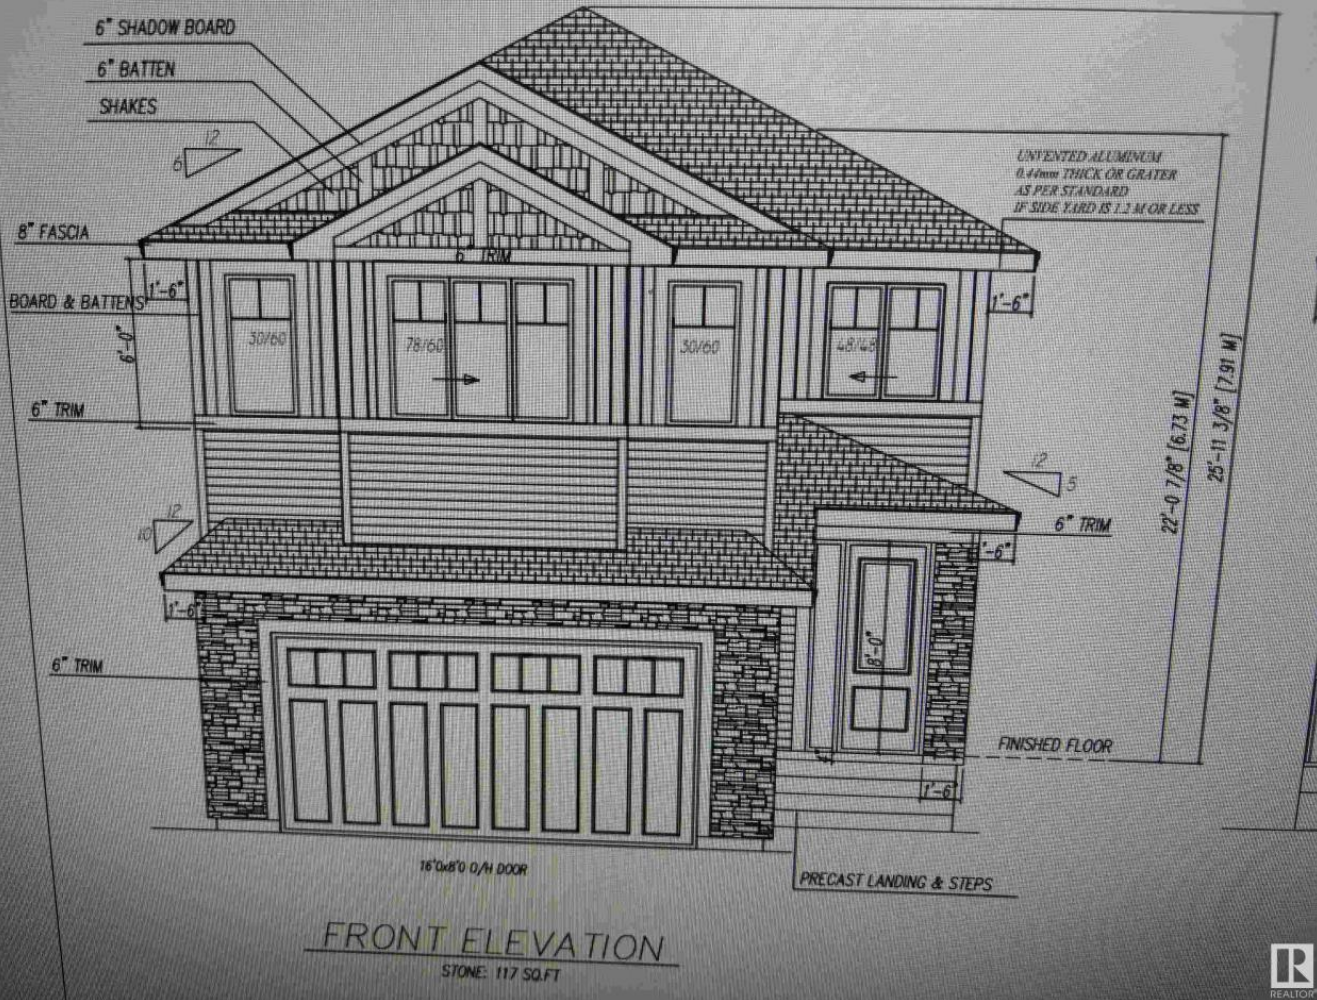 6" SHADOW BOARD
6" BATTEN
SHAKES
12
6
UNVENTED ALUMINUM
0.44mm THICK OR GRATER
AS PER STANDARD
IF SIDE YARD IS 1.2 M OR LESS
8" FASCIA
6" TRIM
1'-6"
1'-6"
BOARD & BATTENS
6'-0"
30/60
78/60
30/60
48/48
25'-11 3/8" [7.91 M]
22'-0 7/8" [6.73 M]
6" TRIM
12
5
12
10
6" TRIM
'-6"
1'-6"
8'-0"
6" TRIM
FINISHED FLOOR
1'-6"
16'0x8'0 O/H DOOR
PRECAST LANDING & STEPS
FRONT ELEVATION
STONE: 117 SQ.FT
R
REALTOR